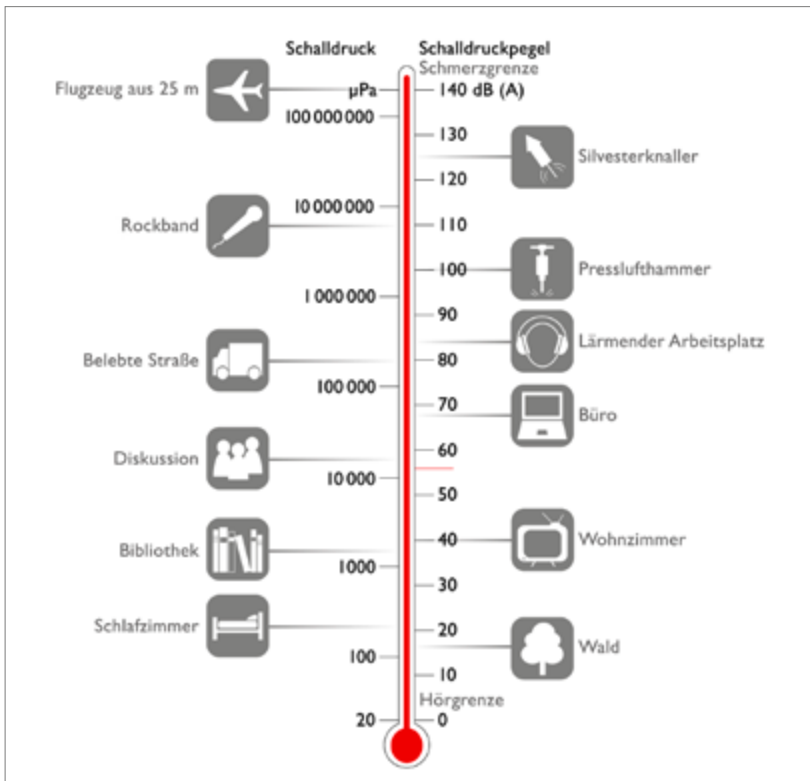 Schalldruck Schalldruckpegel
Schmerzgrenze
Flugzeug aus 25 m µPa 140 dB (A)
100 000 000
130
Silvesterknaller
120
10 000 000
Rockband 110
100 Presslufthammer
1 000 000
90
Lärmender Arbeitsplatz
Belebte Straße 80
100 000
70
Büro
60
Diskussion
10 000
50
Bibliothek 40 Wohnzimmer
1000
30
Schlafzimmer 20
Wald
100
10
Hörgrenze
20 0